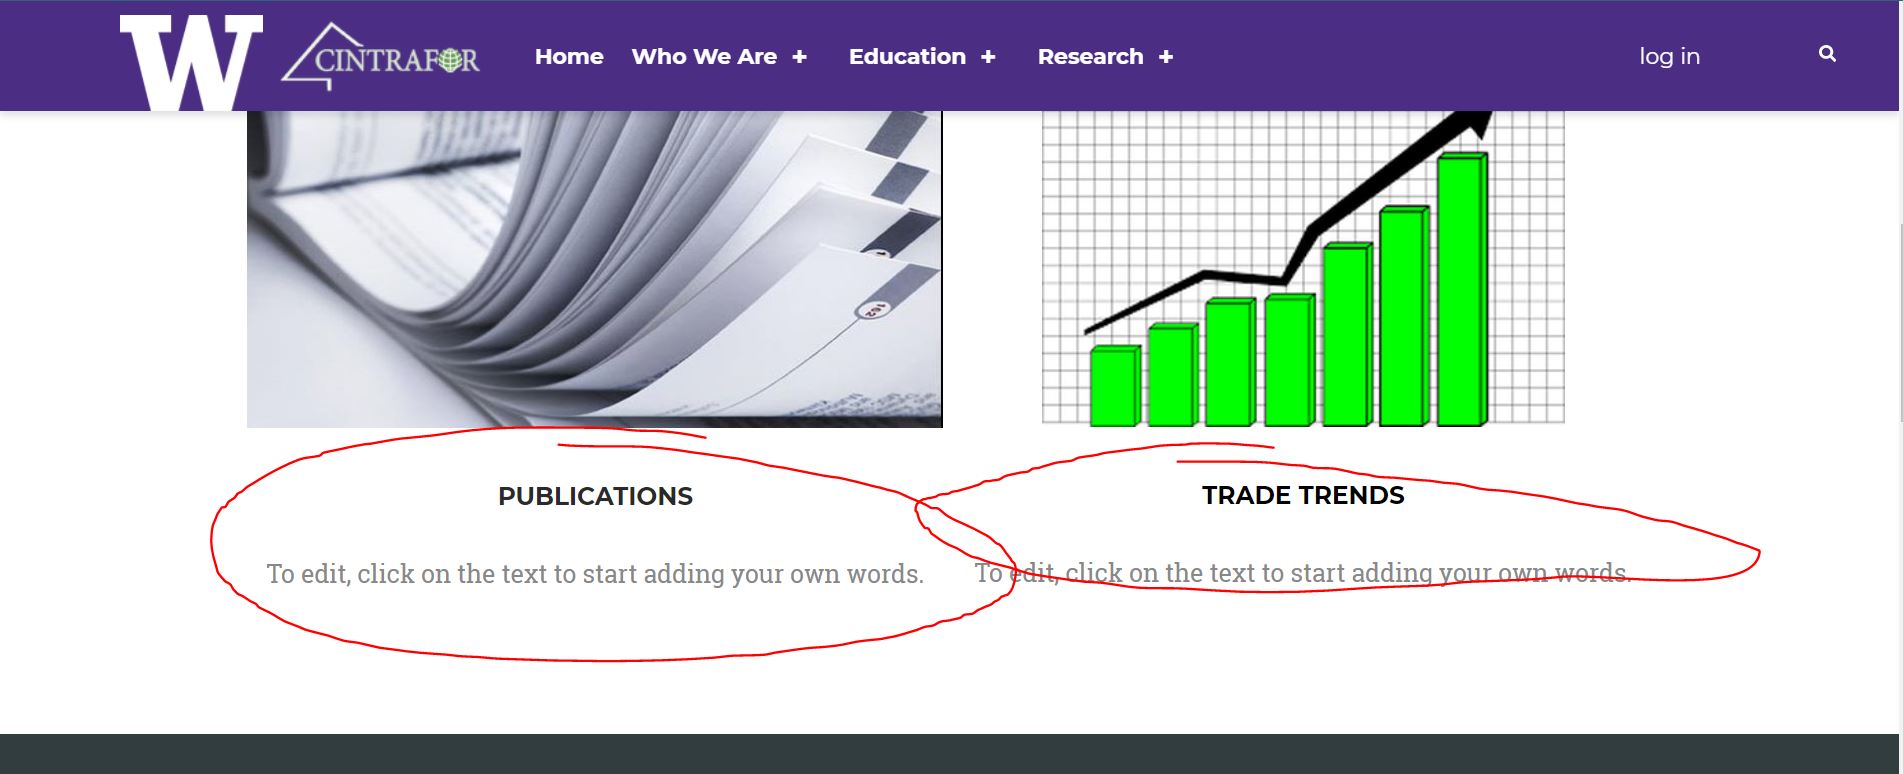 W CINTRAFOR Home Who We Are + Education + Research + log in
162
PUBLICATIONS
TRADE TRENDS
To edit, click on the text to start adding your own words.
To edit, click on the text to start adding your own words.